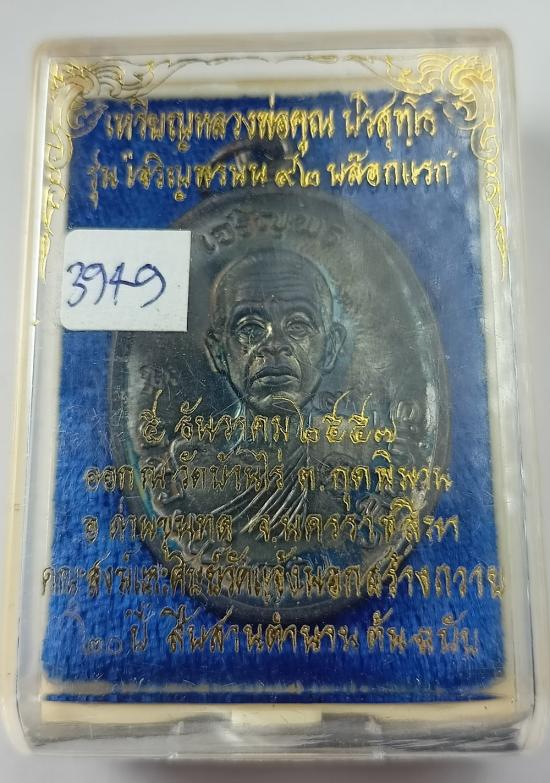 เหรียญหลวงพ่อคูณ ปริสุทฺโธ
รุ่น เจริญพรบน ๙๒ บล๊อกแรก
เจริญพร
3949
๕ ธันวาคม ๒๕๕๗
ออก ณ วัดบ้านไร่ ต.กุดพิมาน
อ.ด่านขุนทด จ.นครราชสีมา
คณะสงฆ์และศิษย์วัดแจ้งนอกสร้างถวาย
๒๐ ปี สืบสานตำนาน ต้นฉบับ